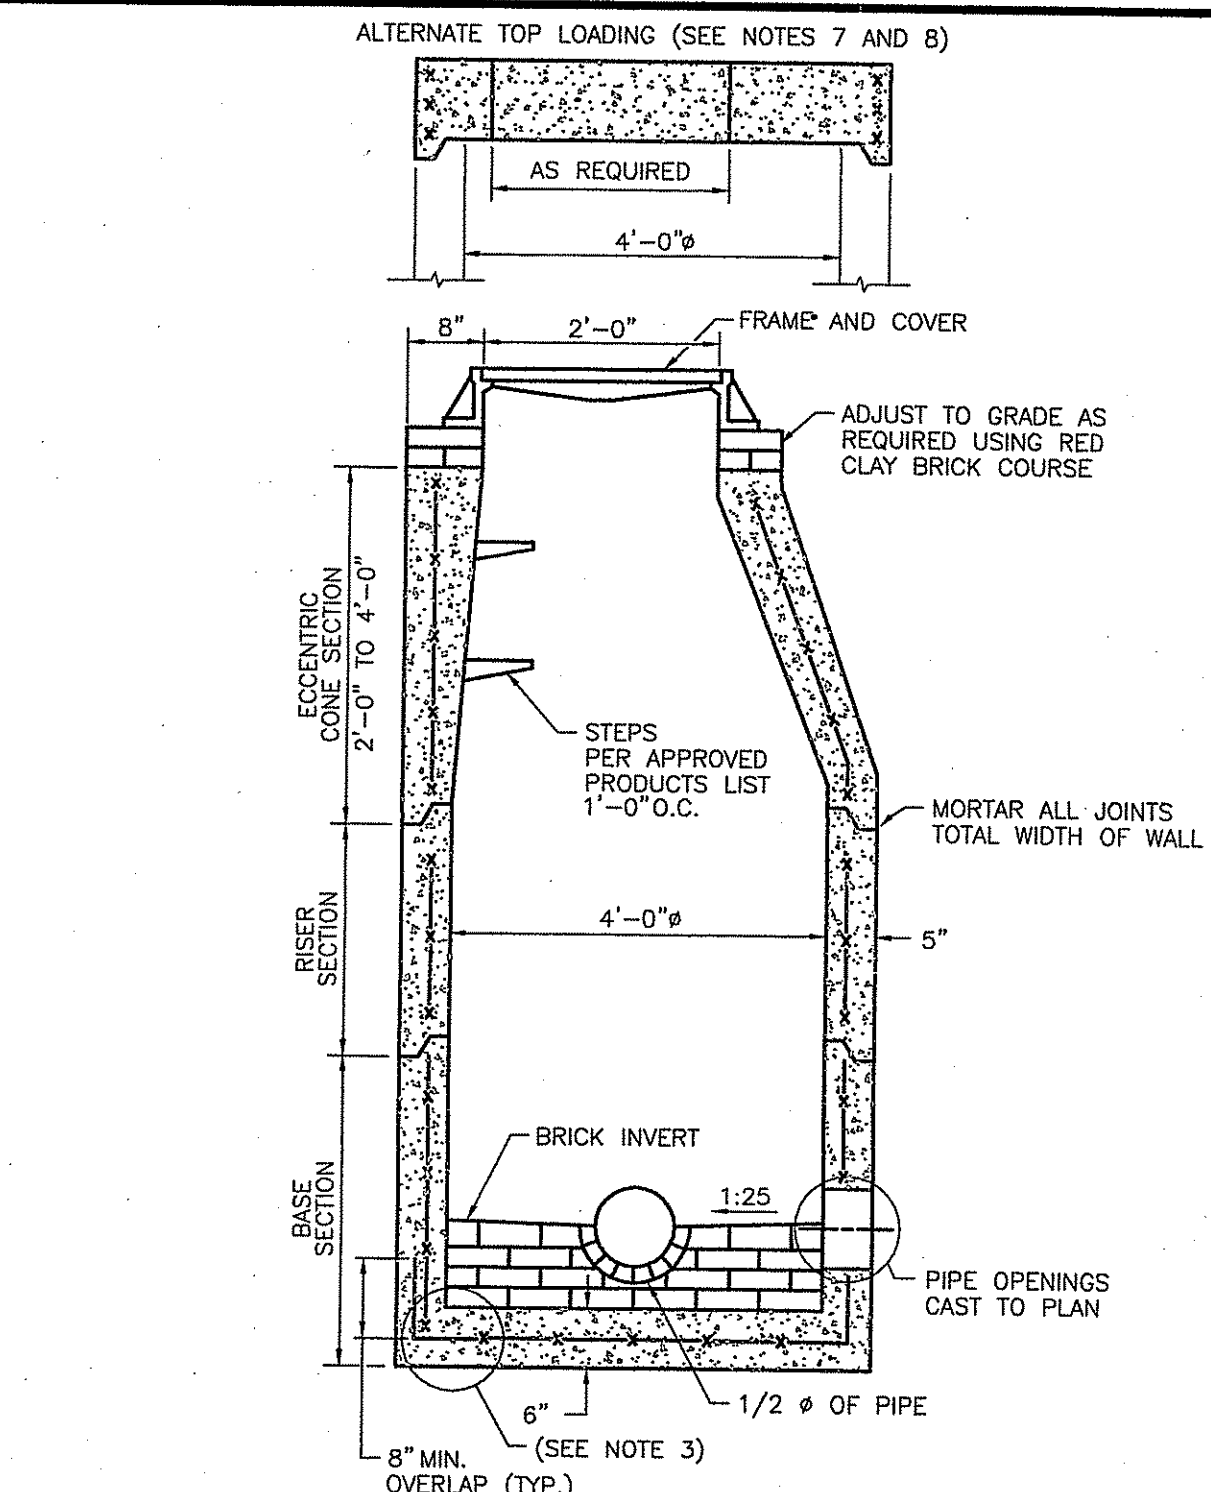 ALTERNATE TOP LOADING (SEE NOTES 7 AND 8)
AS REQUIRED
4'-0"ø
8"
2'-0"
FRAME AND COVER
ADJUST TO GRADE AS
REQUIRED USING RED
CLAY BRICK COURSE
ECCENTRIC
CONE SECTION
2'-0" TO 4'-0"
STEPS
PER APPROVED
PRODUCTS LIST
1'-0"O.C.
MORTAR ALL JOINTS
TOTAL WIDTH OF WALL
RISER
SECTION
4'-0"ø
5"
BRICK INVERT
1:25
BASE
SECTION
PIPE OPENINGS
CAST TO PLAN
1/2 ø OF PIPE
6"
(SEE NOTE 3)
8" MIN.
OVERLAP (TYP.)